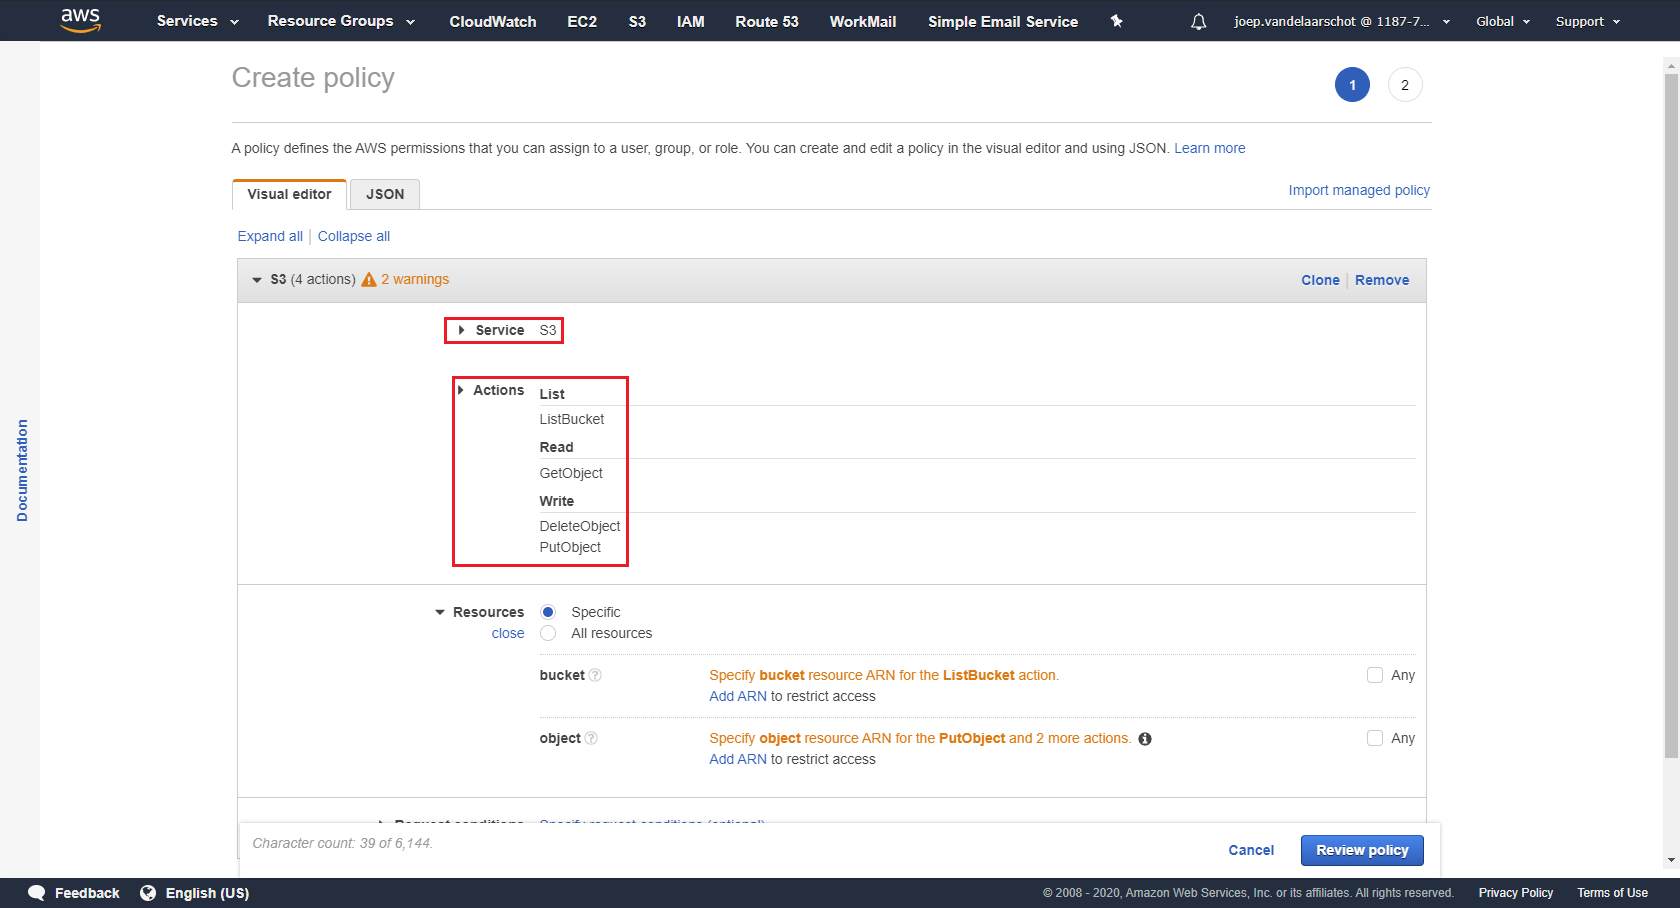 aws Services Resource Groups CloudWatch EC2 S3 IAM Route 53 WorkMail Simple Email Service joep.vandelaarschot @ 1187-7... Global Support
Create policy
1 2
A policy defines the AWS permissions that you can assign to a user, group, or role. You can create and edit a policy in the visual editor and using JSON. Learn more
Visual editor JSON Import managed policy
Expand all Collapse all
S3 (4 actions) 2 warnings Clone Remove
Service S3
Actions List
ListBucket
Read
GetObject
Write
DeleteObject
PutObject
Documentation
Resources Specific
close All resources
bucket ? Specify bucket resource ARN for the ListBucket action. Any
Add ARN to restrict access
object ? Specify object resource ARN for the PutObject and 2 more actions. i Any
Add ARN to restrict access
Request conditions Specify request conditions (optional)
Character count: 39 of 6,144. Cancel Review policy
Feedback English (US) © 2008 - 2020, Amazon Web Services, Inc. or its affiliates. All rights reserved. Privacy Policy Terms of Use